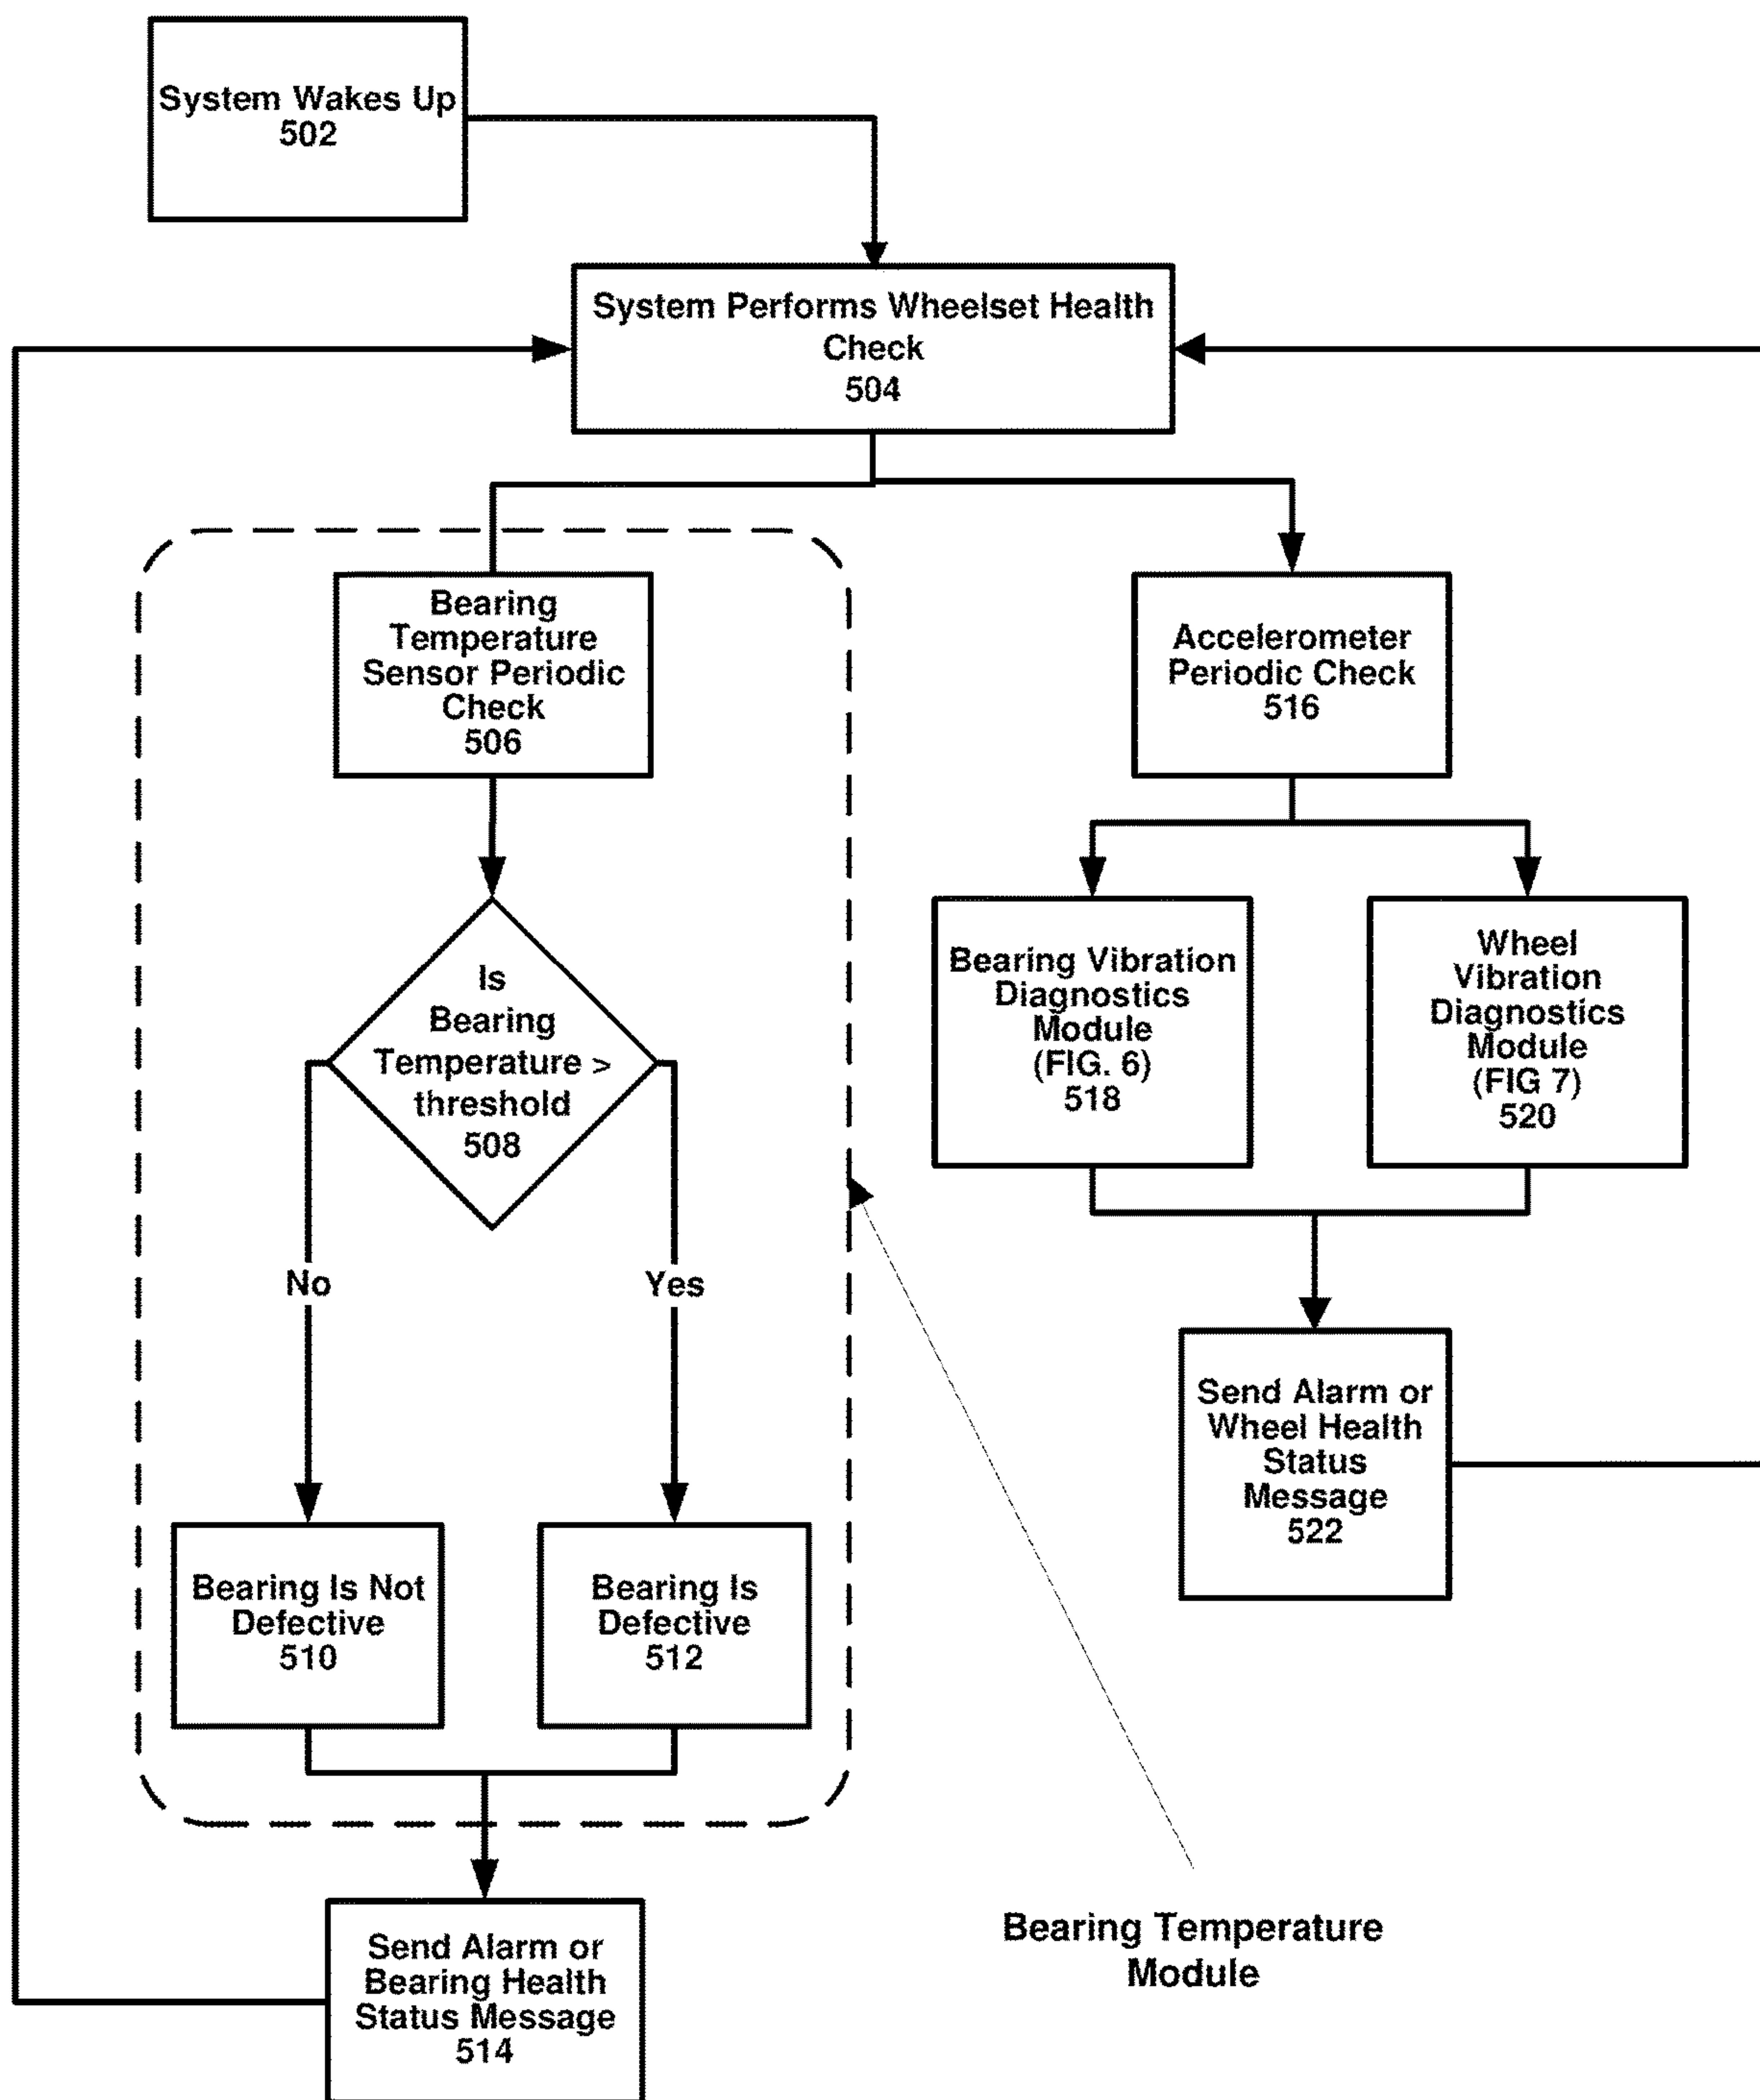 System Wakes Up
502
System Performs Wheelset Health
Check
504
Bearing
Temperature
Sensor Periodic
Check
506
Accelerometer
Periodic Check
516
Is
Bearing
Temperature >
threshold
508
Bearing Vibration
Diagnostics
Module
(FIG. 6)
518
Wheel
Vibration
Diagnostics
Module
(FIG 7)
520
No
Yes
Send Alarm or
Wheel Health
Status
Message
522
Bearing Is Not
Defective
510
Bearing Is
Defective
512
Bearing Temperature
Module
Send Alarm or
Bearing Health
Status Message
514